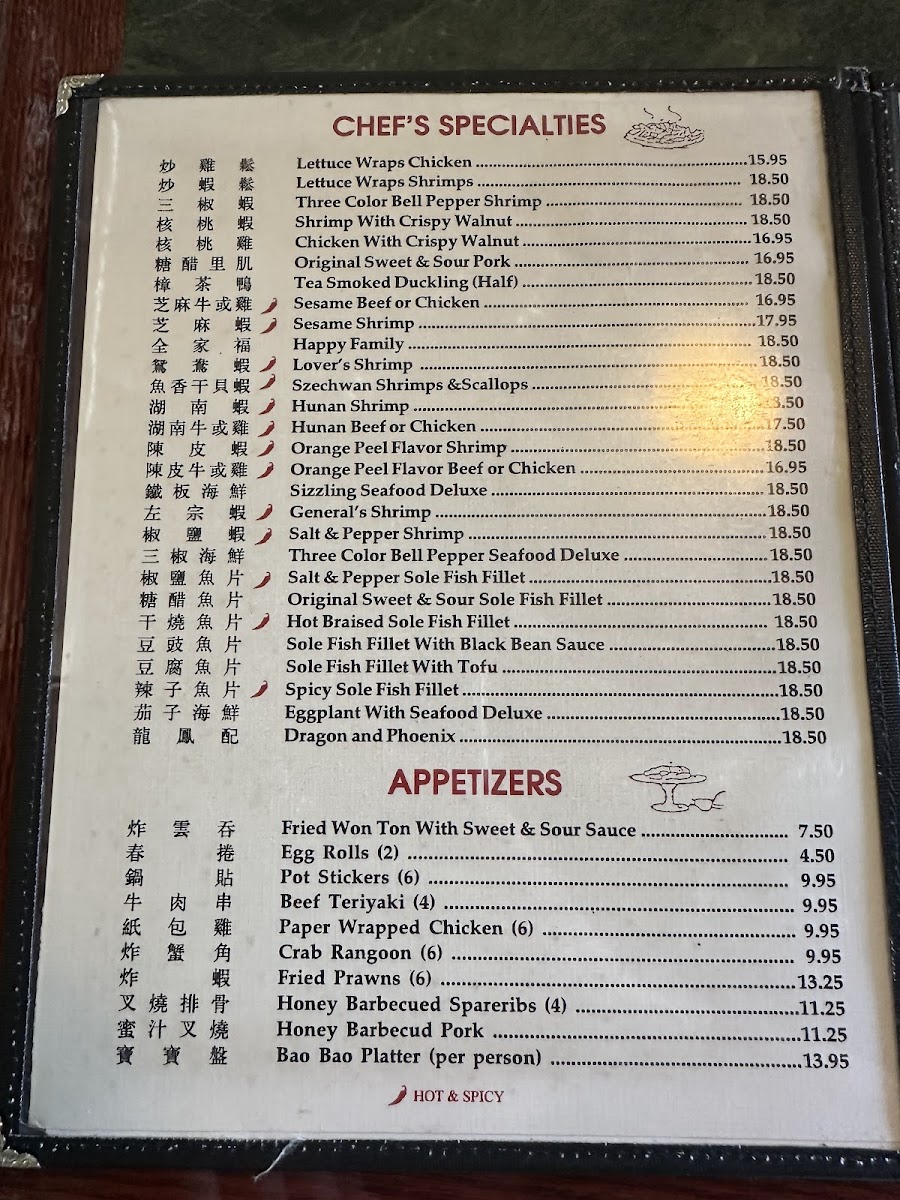 CHEF'S SPECIALTIES
炒雞鬆 Lettuce Wraps Chicken 15.95
炒蝦鬆 Lettuce Wraps Shrimps 18.50
三椒蝦 Three Color Bell Pepper Shrimp 18.50
核桃蝦 Shrimp With Crispy Walnut 18.50
核桃雞 Chicken With Crispy Walnut 16.95
糖醋里肌 Original Sweet & Sour Pork 16.95
樟茶鴨 Tea Smoked Duckling (Half) 18.50
芝麻牛或雞 Sesame Beef or Chicken 16.95
芝麻蝦 Sesame Shrimp 17.95
全家福 Happy Family 18.50
鴛鴦蝦 Lover's Shrimp 18.50
魚香干貝蝦 Szechwan Shrimps &Scallops 18.50
湖南蝦 Hunan Shrimp
湖南牛或雞 Hunan Beef or Chicken 17.50
陳皮蝦 Orange Peel Flavor Shrimp 18.50
陳皮牛或雞 Orange Peel Flavor Beef or Chicken 16.95
鐵板海鮮 Sizzling Seafood Deluxe 18.50
左宗蝦 General's Shrimp 18.50
椒鹽蝦 Salt & Pepper Shrimp 18.50
三椒海鮮 Three Color Bell Pepper Seafood Deluxe 18.50
椒鹽魚片 Salt & Pepper Sole Fish Fillet 18.50
糖醋魚片 Original Sweet & Sour Sole Fish Fillet 18.50
干燒魚片 Hot Braised Sole Fish Fillet 18.50
豆豉魚片 Sole Fish Fillet With Black Bean Sauce 18.50
豆腐魚片 Sole Fish Fillet With Tofu 18.50
辣子魚片 Spicy Sole Fish Fillet 18.50
茄子海鮮 Eggplant With Seafood Deluxe 18.50
龍鳳配 Dragon and Phoenix 18.50
APPETIZERS
炸雲吞 Fried Won Ton With Sweet & Sour Sauce 7.50
春捲 Egg Rolls (2) 4.50
鍋貼 Pot Stickers (6) 9.95
牛肉串 Beef Teriyaki (4) 9.95
紙包雞 Paper Wrapped Chicken (6) 9.95
炸蟹角 Crab Rangoon (6) 9.95
炸蝦 Fried Prawns (6) 13.25
叉燒排骨 Honey Barbecued Spareribs (4) 11.25
蜜汁叉燒 Honey Barbecud Pork 11.25
寶寶盤 Bao Bao Platter (per person) 13.95
HOT & SPICY